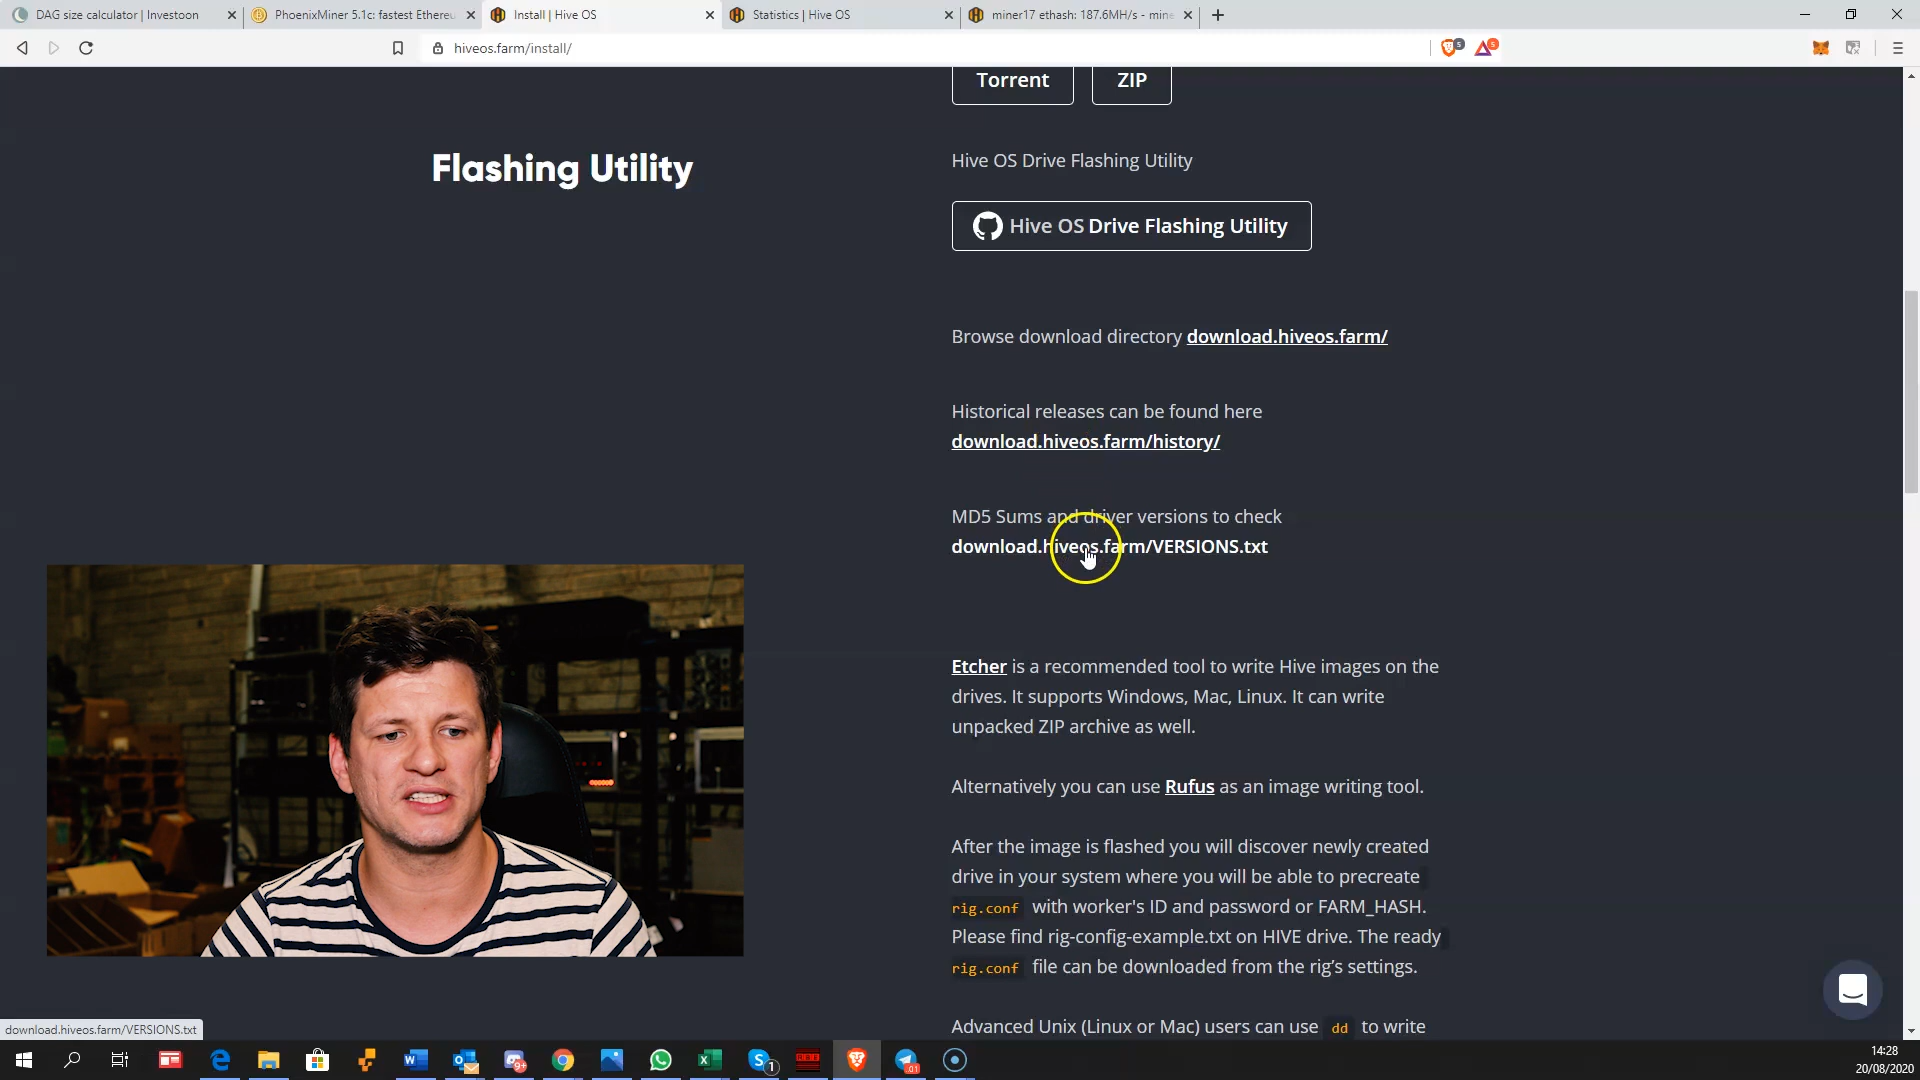 DAG size calculator | Investoon
PhoenixMiner 5.1c: fastest Ethereu
Install | Hive OS
Statistics | Hive OS
miner17 ethash: 187.6MH/s - mine
hiveos.farm/install/
5
5
Torrent
ZIP
Flashing Utility
Hive OS Drive Flashing Utility
Hive OS Drive Flashing Utility
Browse download directory download.hiveos.farm/
Historical releases can be found here
download.hiveos.farm/history/
MD5 Sums and driver versions to check
download.hiveos.farm/VERSIONS.txt
Etcher is a recommended tool to write Hive images on the
drives. It supports Windows, Mac, Linux. It can write
unpacked ZIP archive as well.
Alternatively you can use Rufus as an image writing tool.
After the image is flashed you will discover newly created
drive in your system where you will be able to precreate
rig.conf with worker's ID and password or FARM_HASH.
Please find rig-config-example.txt on HIVE drive. The ready
rig.conf file can be downloaded from the rig's settings.
Advanced Unix (Linux or Mac) users can use dd to write
download.hiveos.farm/VERSIONS.txt
14:28
20/08/2020